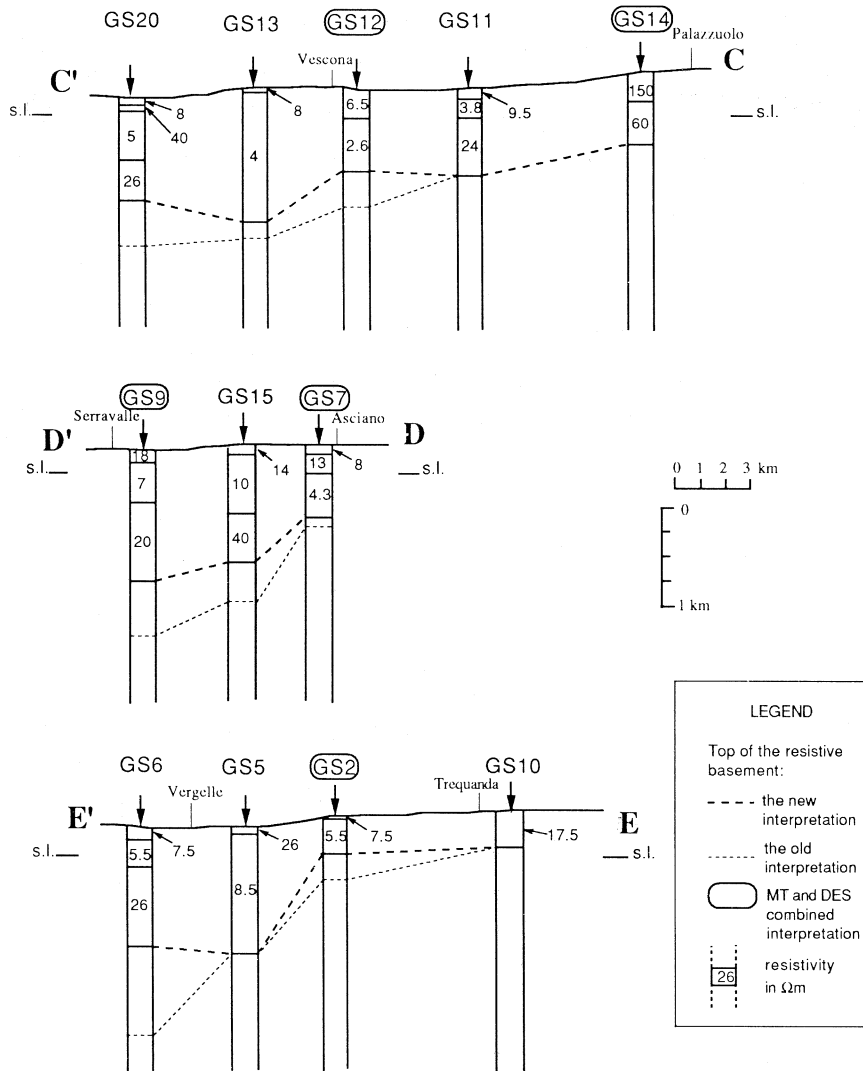 GS20 GS13 GS12 GS11 GS14
Vescona Palazzuolo
C' C
s.l. s.l.
8 8 6.5 3.8 9.5 150
40 60
5 4 2.6 24
26
GS9 GS15 GS7
Serravalle Asciano
D' D
s.l. s.l.
18 14 13 8
7 10 4.3
20 40
0 1 2 3 km
0
1 km
GS6 GS5 GS2 GS10
Vergelle Trequanda
E' E
s.l. s.l.
7.5 26 5.5 7.5 17.5
5.5
26 8.5
LEGEND
Top of the resistive
basement:
the new
interpretation
the old
interpretation
MT and DES
combined
interpretation
26 resistivity
in Ωm